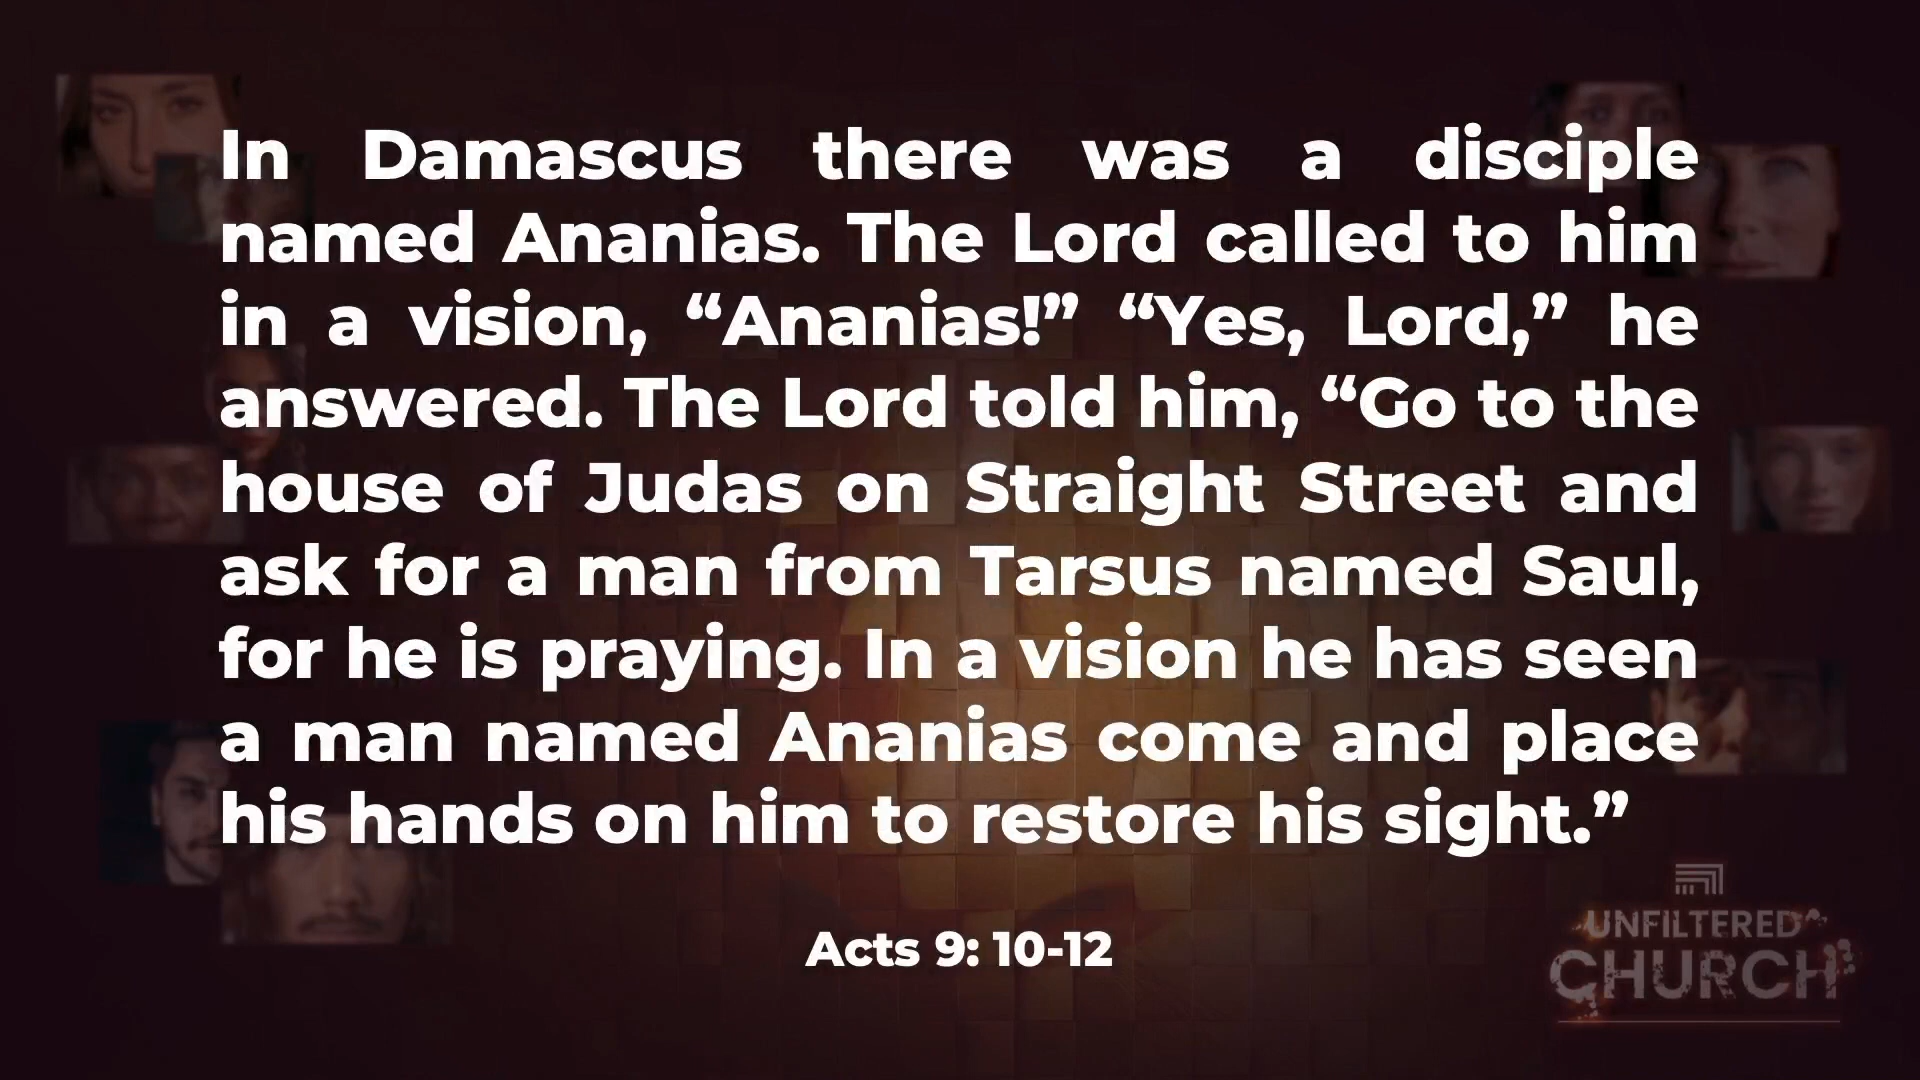 In Damascus there was a disciple
named Ananias. The Lord called to him
in a vision, “Ananias!” “Yes, Lord,” he
answered. The Lord told him, “Go to the
house of Judas on Straight Street and
ask for a man from Tarsus named Saul,
for he is praying. In a vision he has seen
a man named Ananias come and place
his hands on him to restore his sight.”
Acts 9: 10-12
UNFILTERED
CHURCH